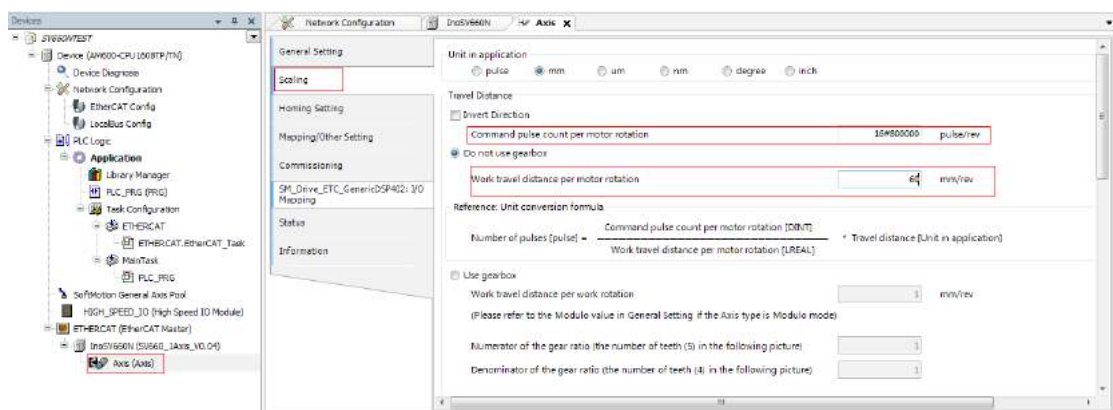 Devices
SV660NTEST
Device (AM600-CPU1608TP/TN)
Device Diagnosis
Network Configuration
EtherCAT Config
LocalBus Config
PLC Logic
Application
Library Manager
PLC_PRG (PRG)
Task Configuration
ETHERCAT
ETHERCAT.EtherCAT_Task
MainTask
PLC_PRG
SoftMotion General Axis Pool
HIGH_SPEED_IO (High Speed IO Module)
ETHERCAT (EtherCAT Master)
InoSV660N (SV660_1Axis_V0.04)
Axis (Axis)
Network Configuration
InoSV660N
Axis
General Setting
Scaling
Homing Setting
Mapping/Other Setting
Commissioning
SM_Drive_ETC_GenericDSP402: I/O
Mapping
Status
Information
Unit in application
pulse mm um nm degree inch
Travel Distance
Invert Direction
Command pulse count per motor rotation 16#800000 pulse/rev
Do not use gearbox
Work travel distance per motor rotation 60 mm/rev
Reference: Unit conversion formula
Command pulse count per motor rotation [DINT]
Number of pulses [pulse] = * Travel distance [Unit in application]
Work travel distance per motor rotation [LREAL]
Use gearbox
Work travel distance per work rotation 1 mm/rev
(Please refer to the Modulo value in General Setting if the Axis type is Modulo mode)
Numerator of the gear ratio (the number of teeth (5) in the following picture) 1
Denominator of the gear ratio (the number of teeth (4) in the following picture) 1